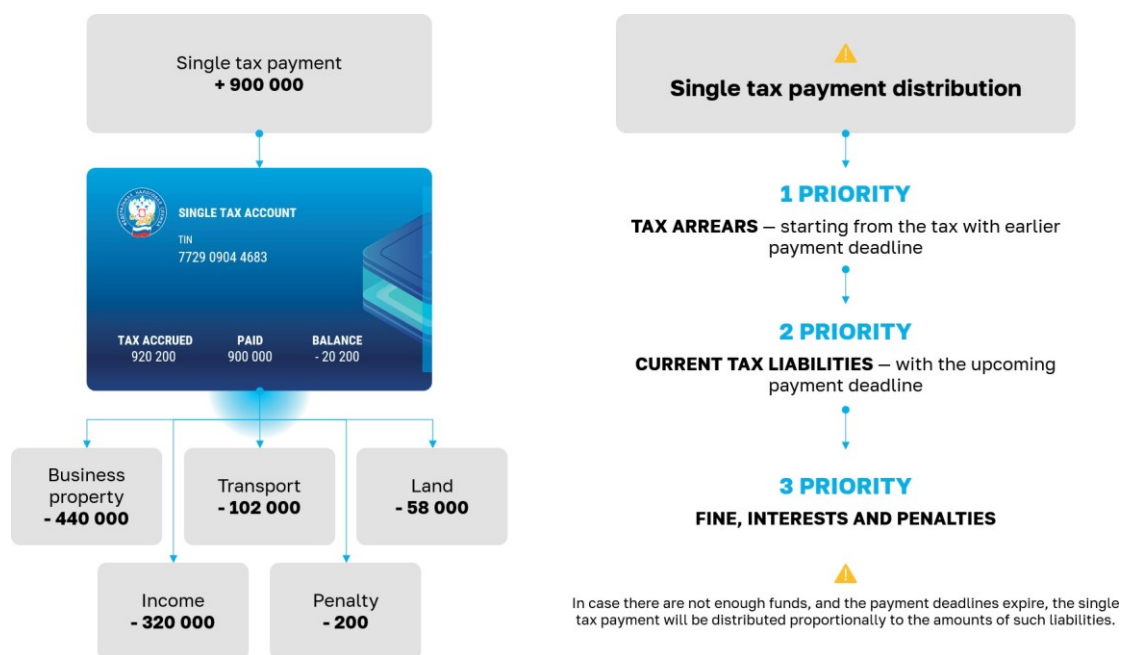 Single tax payment
+ 900 000
SINGLE TAX ACCOUNT
TIN
7729 0904 4683
TAX ACCRUED PAID BALANCE
920 200 900 000 - 20 200
Business
property
- 440 000
Transport
- 102 000
Land
- 58 000
Income
- 320 000
Penalty
- 200
Single tax payment distribution
1 PRIORITY
TAX ARREARS — starting from the tax with earlier
payment deadline
2 PRIORITY
CURRENT TAX LIABILITIES — with the upcoming
payment deadline
3 PRIORITY
FINE, INTERESTS AND PENALTIES
In case there are not enough funds, and the payment deadlines expire, the single
tax payment will be distributed proportionally to the amounts of such liabilities.